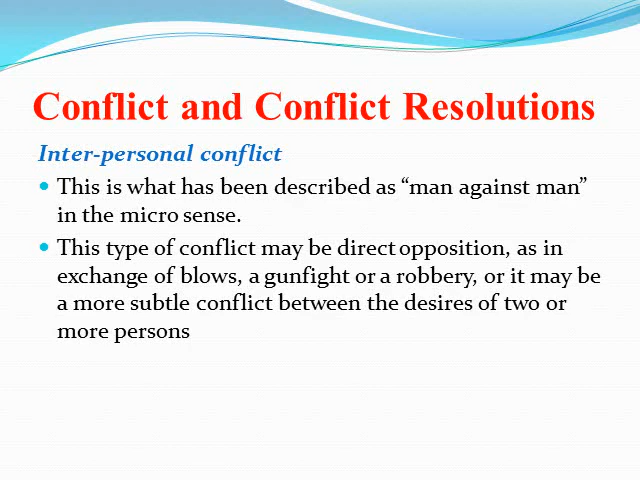 Conflict and Conflict Resolutions
Inter-personal conflict
• This is what has been described as “man against man”
in the micro sense.
• This type of conflict may be direct opposition, as in
exchange of blows, a gunfight or a robbery, or it may be
a more subtle conflict between the desires of two or
more persons